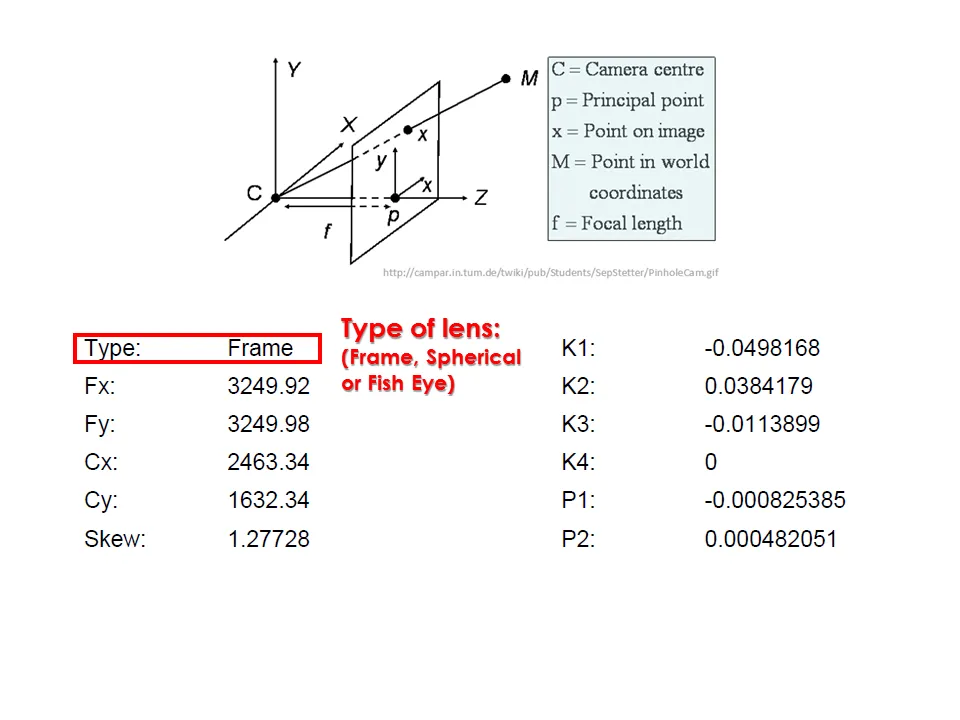 Y
M
X
x
y
x
C
Z
p
f
C = Camera centre
p = Principal point
x = Point on image
M = Point in world
coordinates
f = Focal length
http://campar.in.tum.de/twiki/pub/Students/SepStetter/PinholeCam.gif
Type: Frame
Fx: 3249.92
Fy: 3249.98
Cx: 2463.34
Cy: 1632.34
Skew: 1.27728
Type of lens:
(Frame, Spherical
or Fish Eye)
K1: -0.0498168
K2: 0.0384179
K3: -0.0113899
K4: 0
P1: -0.000825385
P2: 0.000482051